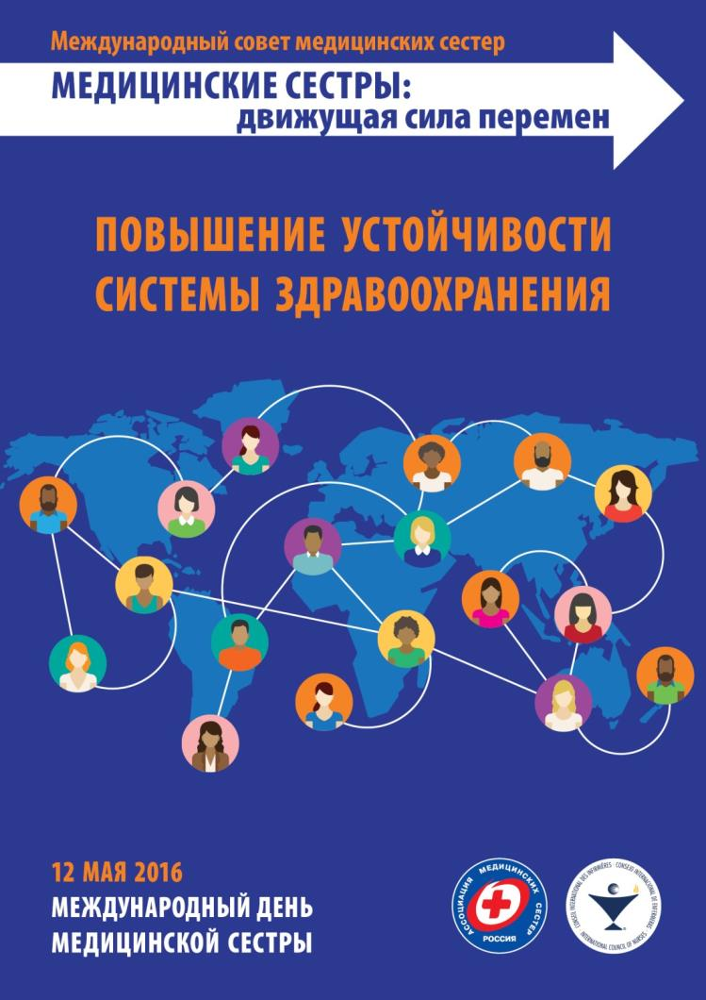 Международный совет медицинских сестер
МЕДИЦИНСКИЕ СЕСТРЫ:
движущая сила перемен
ПОВЫШЕНИЕ УСТОЙЧИВОСТИ
СИСТЕМЫ ЗДРАВООХРАНЕНИЯ
12 МАЯ 2016
МЕЖДУНАРОДНЫЙ ДЕНЬ
МЕДИЦИНСКОЙ СЕСТРЫ
АССОЦИАЦИЯ МЕДИЦИНСКИХ СЕСТЕР
РОССИЯ
CONSEIL INTERNATIONAL DES INFIRMIÈRES · CONSEJO INTERNACIONAL DE ENFERMERAS ·
INTERNATIONAL COUNCIL OF NURSES ·